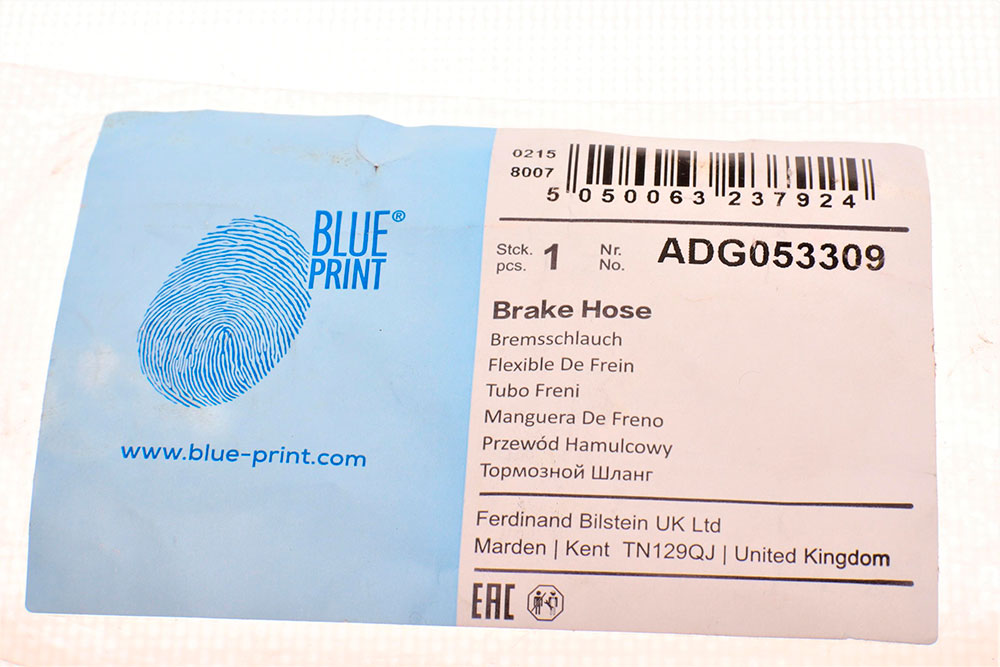 BLUE®
PRINT
www.blue-print.com
0215
8007
5 050063 237924
Stck. 1 Nr. ADG053309
pcs. No.
Brake Hose
Bremsschlauch
Flexible De Frein
Tubo Freni
Manguera De Freno
Przewód Hamulcowy
Тормозной Шланг
Ferdinand Bilstein UK Ltd
Marden | Kent TN129QJ | United Kingdom
EAC